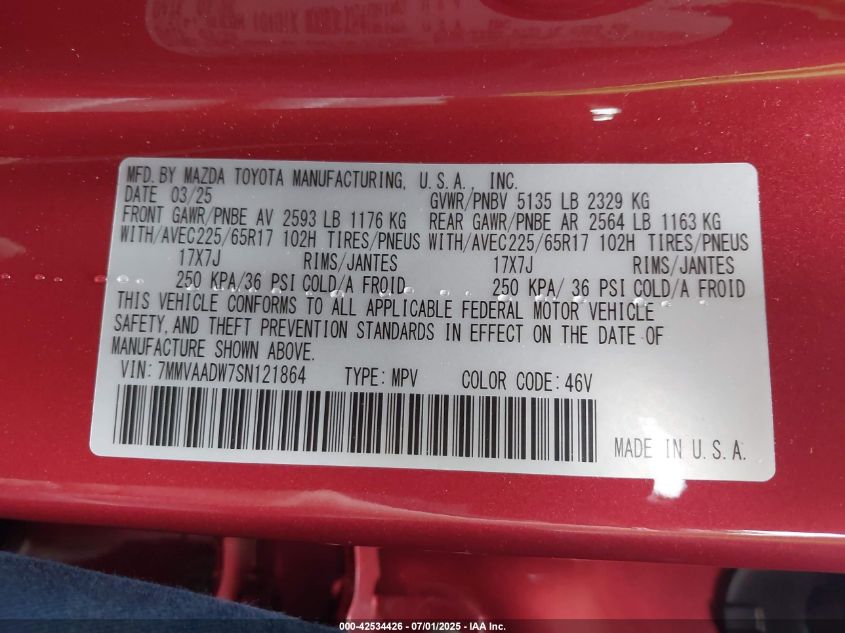 MFD. BY MAZDA TOYOTA MANUFACTURING, U.S.A., INC.
DATE 03/25 GVWR/PNBV 5135 LB 2329 KG
FRONT GAWR/PNBE AV 2593 LB 1176 KG REAR GAWR/PNBE AR 2564 LB 1163 KG
WITH/AVEC225/65R17 102H TIRES/PNEUS WITH/AVEC225/65R17 102H TIRES/PNEUS
17X7J RIMS/JANTES 17X7J RIMS/JANTES
250 KPA/36 PSI COLD/A FROID 250 KPA/ 36 PSI COLD/A FROID
THIS VEHICLE CONFORMS TO ALL APPLICABLE FEDERAL MOTOR VEHICLE
SAFETY, AND THEFT PREVENTION STANDARDS IN EFFECT ON THE DATE OF
MANUFACTURE SHOWN ABOVE.
VIN: 7MMVAADW7SN121864 TYPE: MPV COLOR CODE: 46V
MADE IN U.S.A.
000-42534426 - 07/01/2025 - IAA Inc.